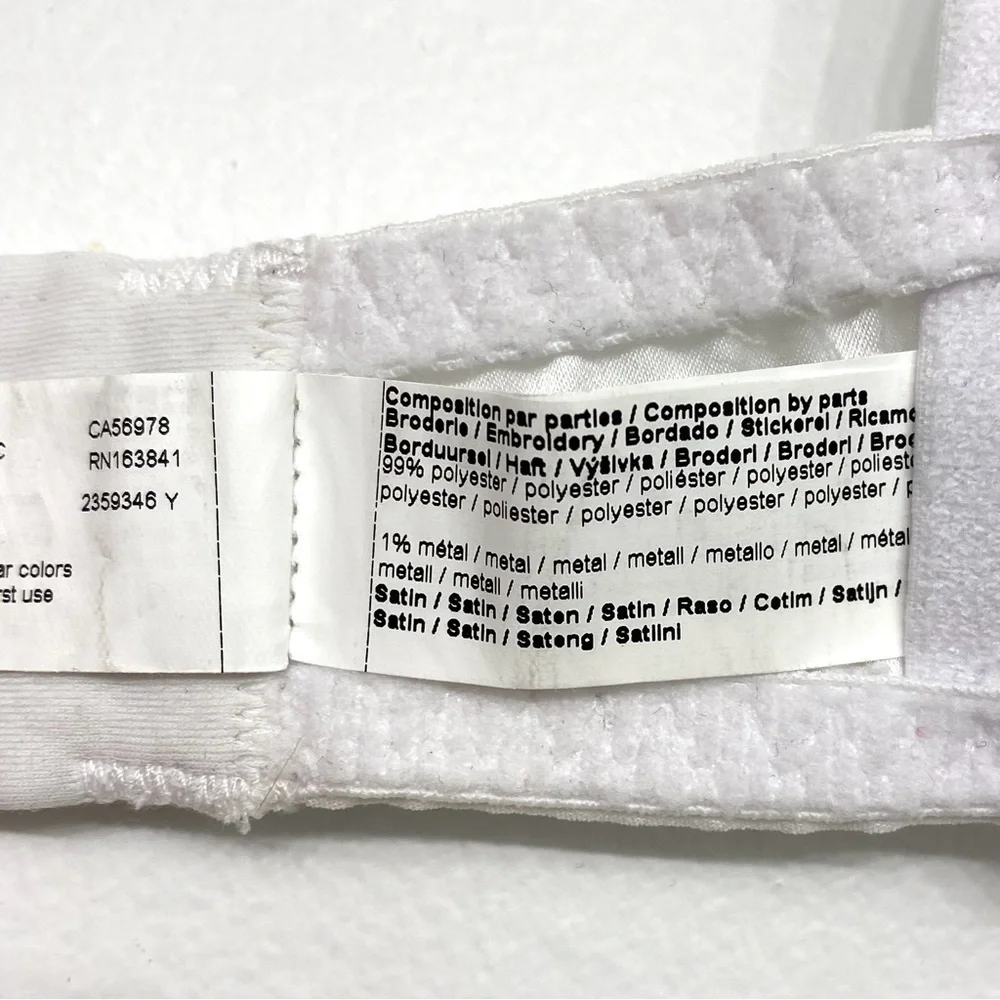 CA56978
RN163841
2359346 Y
ar colors
rst use
Composition par parties / Composition by parts
Broderie / Embroidery / Bordado / Stickerei / Ricamo
Borduursel / Haft / Výšivka / Broderi / Broderi / Brod
99% polyester / polyester / poliéster / polyester / poliest
polyester / poliester / polyester / polyester / polyester /
1% métal / metal / metal / metall / metallo / metal / métal
metall / metall / metalli
Satin / Satin / Saten / Satin / Raso / Cetim / Satijn /
Satin / Satin / Sateng / Satiini